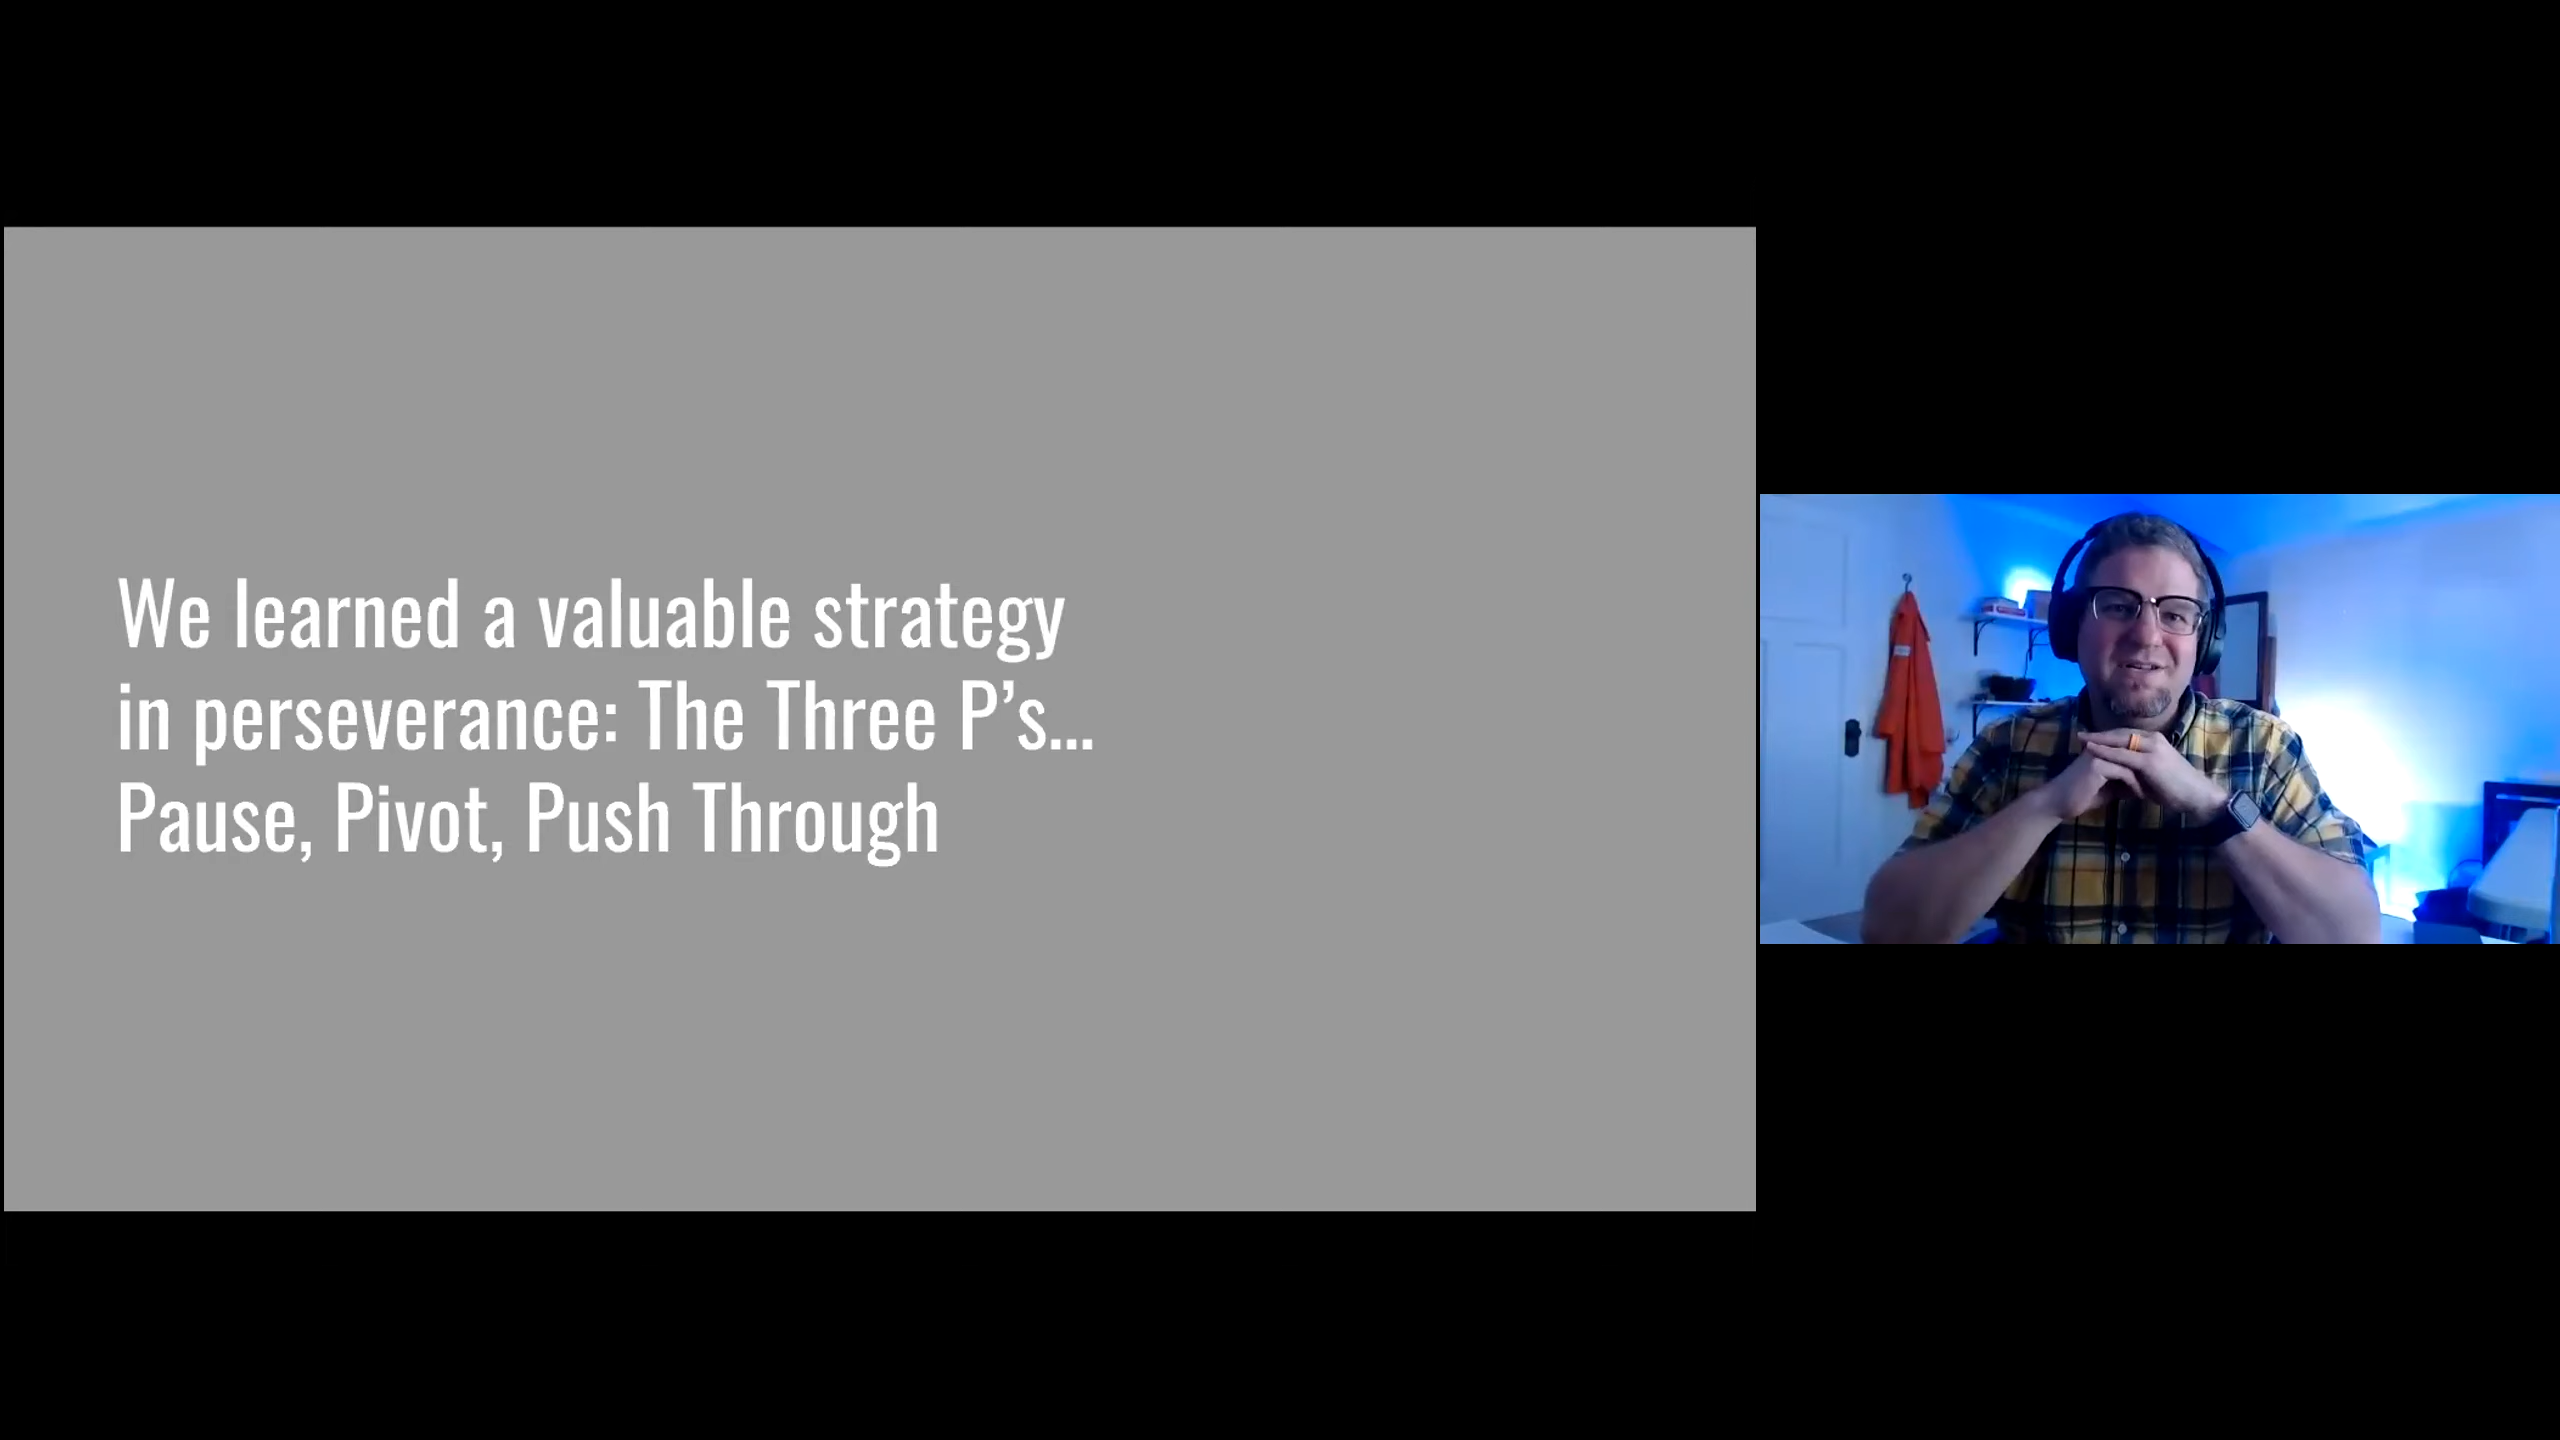 We learned a valuable strategy
in perseverance: The Three P’s...
Pause, Pivot, Push Through